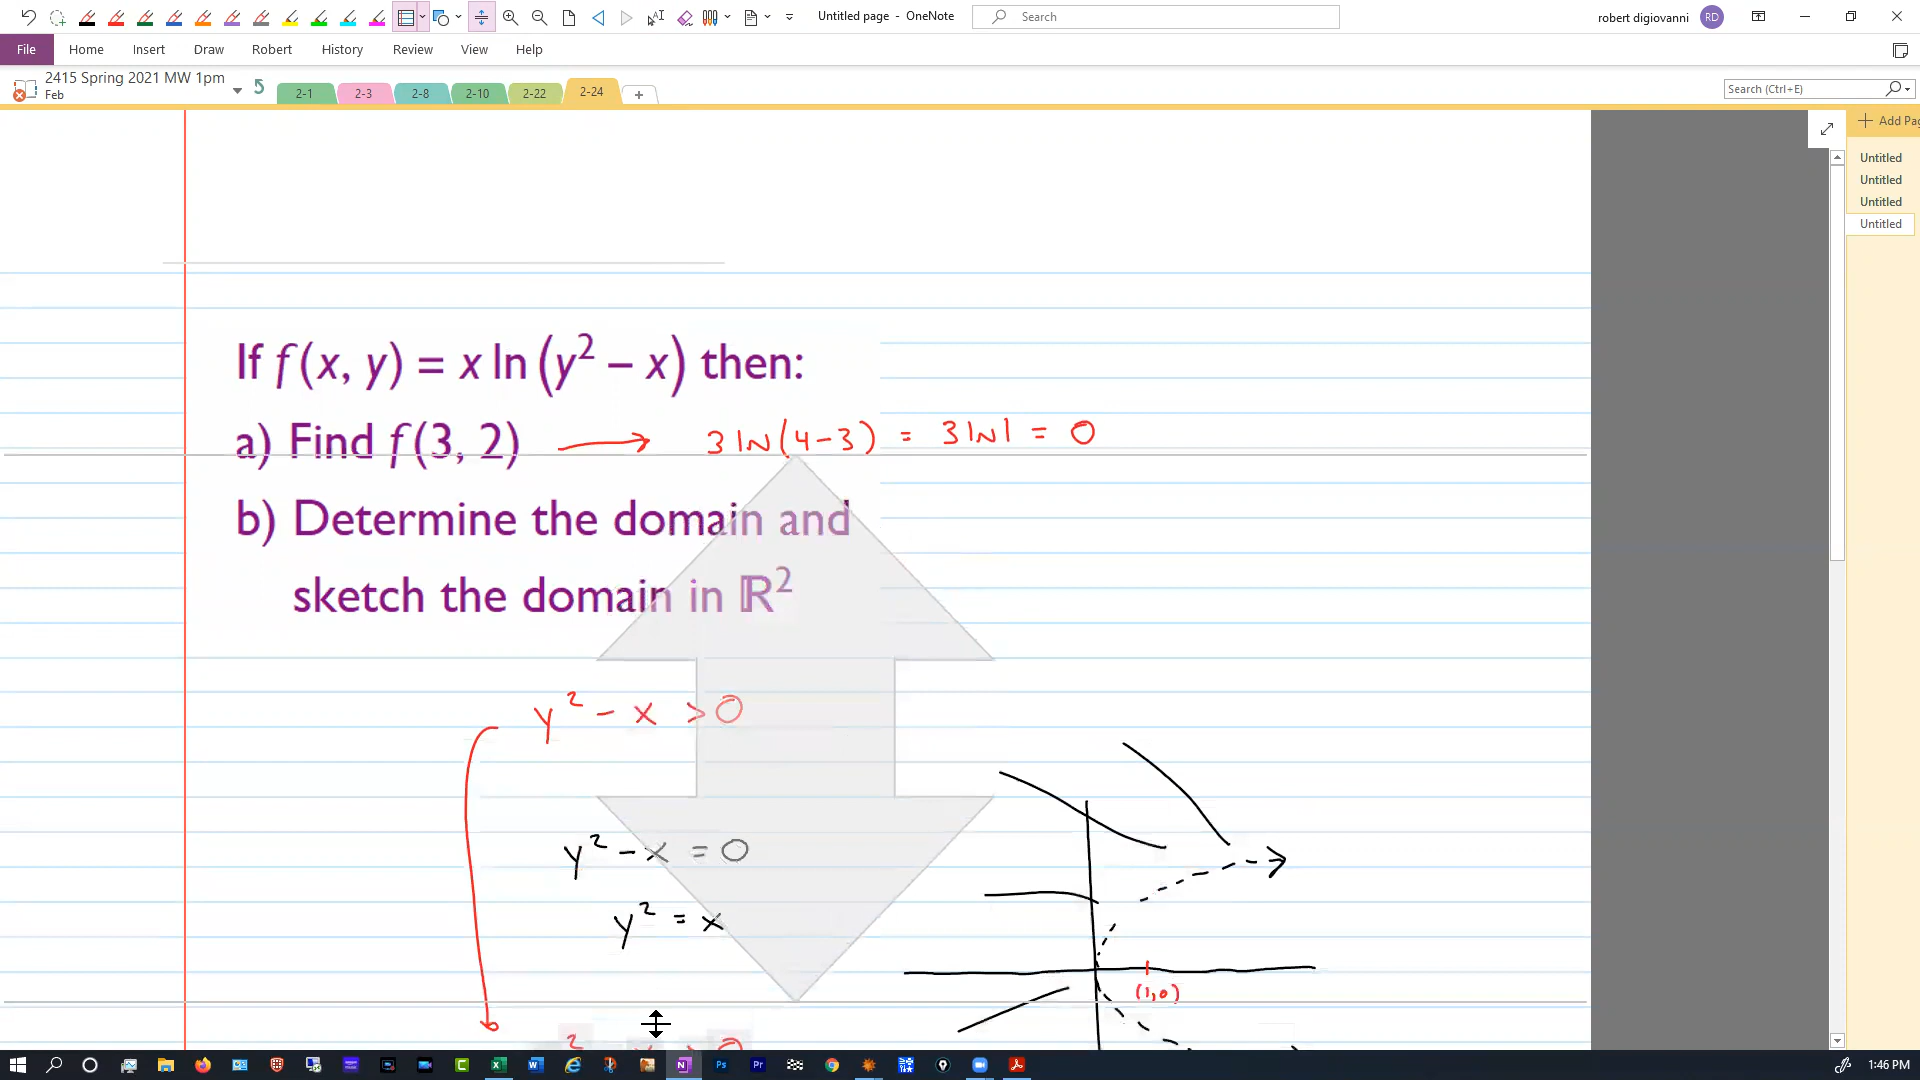 Untitled page - OneNote
Search
robert digiovanni
RD
File Home Insert Draw Robert History Review View Help
2415 Spring 2021 MW 1pm
Feb
2-1 2-3 2-8 2-10 2-22 2-24
Search (Ctrl+E)
Add Pag
Untitled
Untitled
Untitled
Untitled
If f(x, y) = x ln(y² – x) then:
a) Find f(3, 2) → 3 ln(4-3) = 3 ln 1 = 0
b) Determine the domain and
sketch the domain in ℝ²
y² - x > 0
y² - x = 0
y² = x
(1,0)
1:46 PM